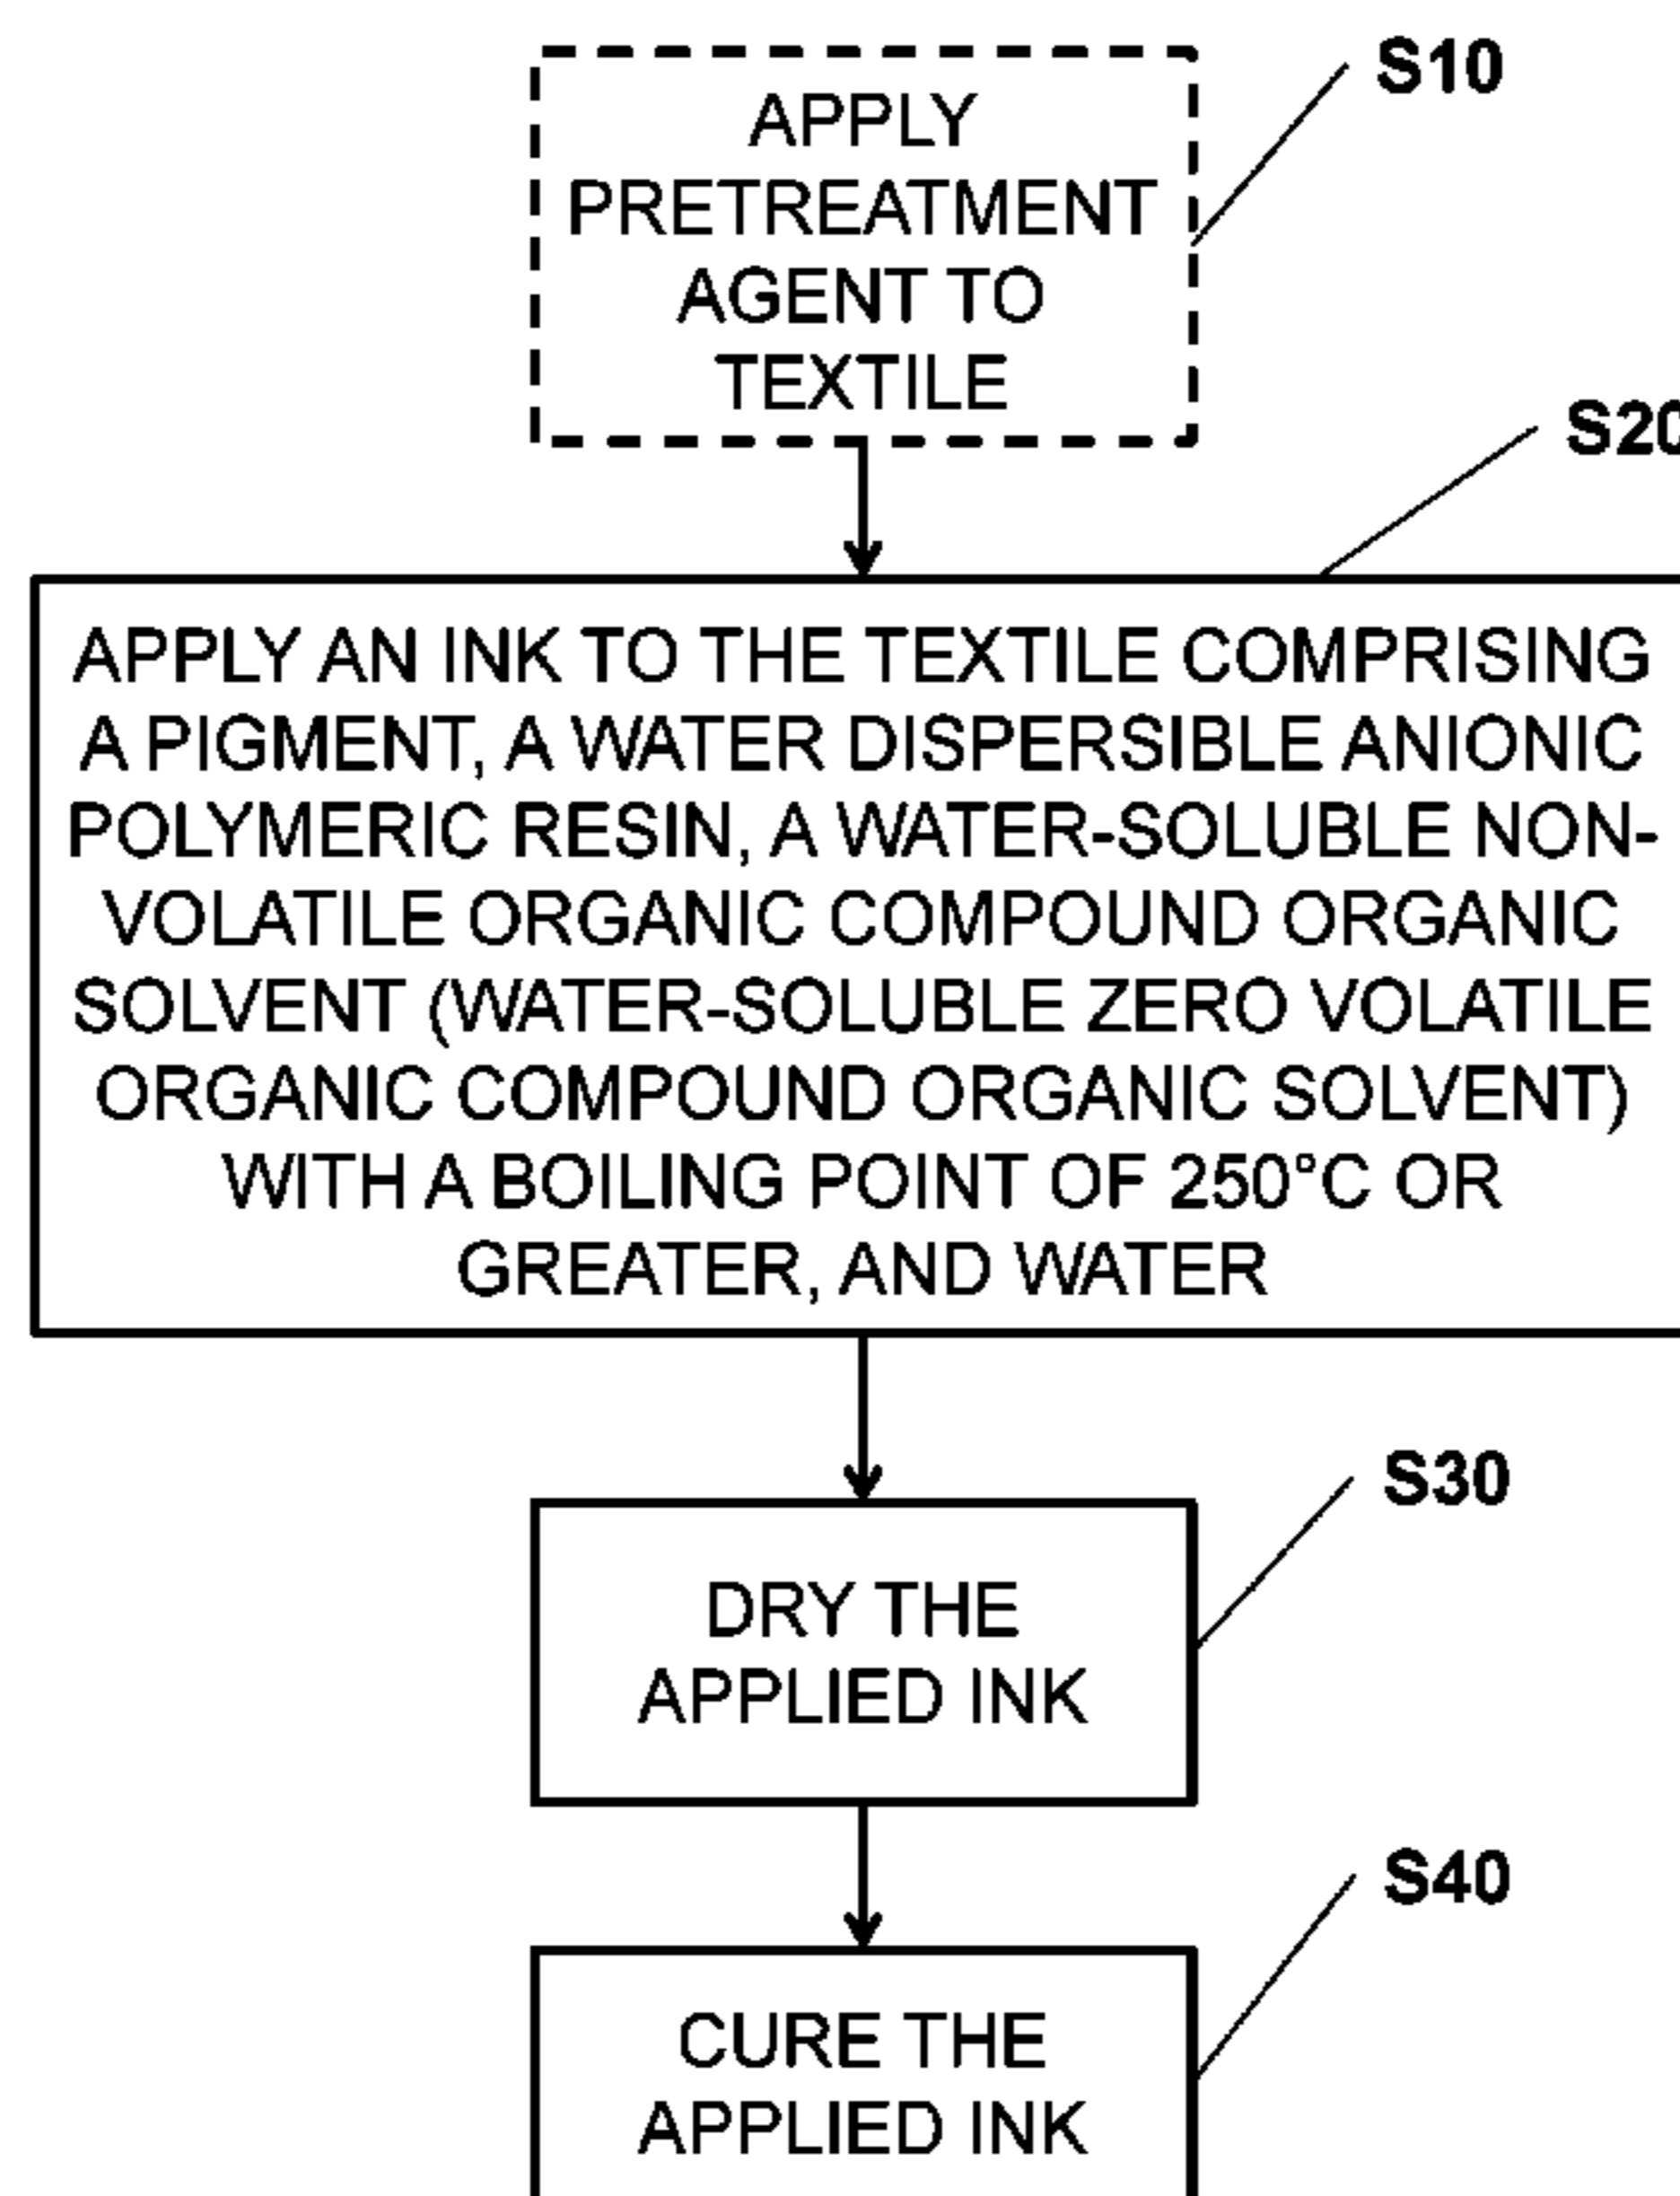 S10
APPLY
PRETREATMENT
AGENT TO
TEXTILE
S20
APPLY AN INK TO THE TEXTILE COMPRISING
A PIGMENT, A WATER DISPERSIBLE ANIONIC
POLYMERIC RESIN, A WATER-SOLUBLE NON-
VOLATILE ORGANIC COMPOUND ORGANIC
SOLVENT (WATER-SOLUBLE ZERO VOLATILE
ORGANIC COMPOUND ORGANIC SOLVENT)
WITH A BOILING POINT OF 250°C OR
GREATER, AND WATER
S30
DRY THE
APPLIED INK
S40
CURE THE
APPLIED INK